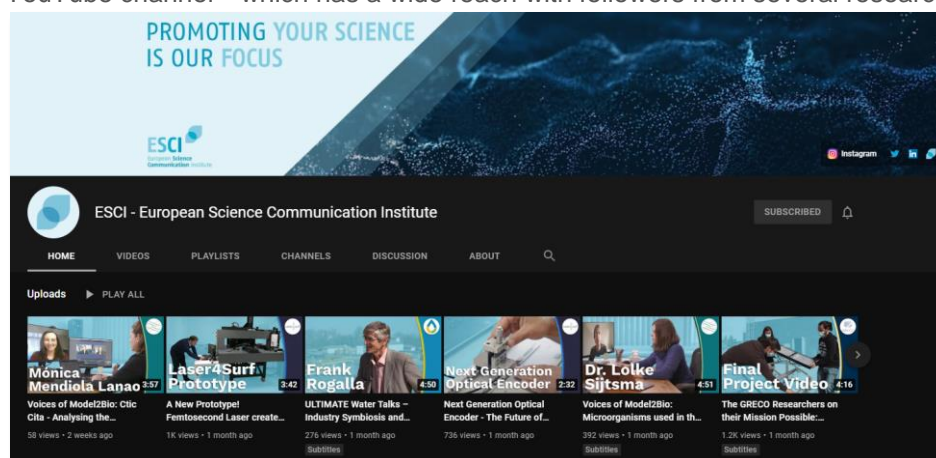 YouTube channel - which has a wide reach with followers from several resear
PROMOTING YOUR SCIENCE
IS OUR FOCUS
ESCI
European Science
Communication Institute
Instagram
ESCI - European Science Communication Institute
SUBSCRIBED
HOME VIDEOS PLAYLISTS CHANNELS DISCUSSION ABOUT
Uploads PLAY ALL
Monica
Mendiola Lanao 3:57
Laser4Surf
Prototype 3:42
Frank
Rogalla 4:50
Next Generation
Optical Encoder 2:32
Dr. Lolke
Sijtsma 4:51
Final
Project Video 4:16
Voices of Model2Bio: Ctic
Cita - Analysing the...
58 views • 2 weeks ago
A New Prototype!
Femtosecond Laser create...
1K views • 1 month ago
ULTIMATE Water Talks –
Industry Symbiosis and...
276 views • 1 month ago
Subtitles
Next Generation Optical
Encoder - The Future of...
736 views • 1 month ago
Voices of Model2Bio:
Microorganisms used in th...
392 views • 1 month ago
Subtitles
The GRECO Researchers on
their Mission Possible:...
1.2K views • 1 month ago
Subtitles